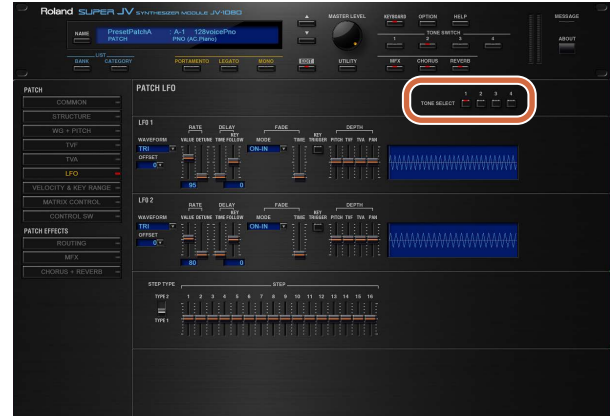 Roland SUPER JV SYNTHESIZER MODULE JV-1080
MASTER LEVEL KEYBOARD OPTION HELP MESSAGE
NAME PresetPatchA : A-1 128voicePno
PATCH PNO (AC.Piano)
TONE SWITCH
1 2 3 4
ABOUT
LIST
BANK CATEGORY PORTAMENTO LEGATO MONO EDIT UTILITY MFX CHORUS REVERB
PATCH
COMMON
STRUCTURE
WG + PITCH
TVF
TVA
LFO
VELOCITY & KEY RANGE
MATRIX CONTROL
CONTROL SW
PATCH EFFECTS
ROUTING
MFX
CHORUS + REVERB
PATCH LFO
TONE SELECT 1 2 3 4
LFO 1
RATE DELAY FADE DEPTH
WAVEFORM VALUE DETUNE TIME KEY FOLLOW MODE TIME KEY TRIGGER PITCH TVF TVA PAN
TRI ON-IN
OFFSET
0
95 0
LFO 2
RATE DELAY FADE DEPTH
WAVEFORM VALUE DETUNE TIME KEY FOLLOW MODE TIME KEY TRIGGER PITCH TVF TVA PAN
TRI ON-IN
OFFSET
0
80 0
STEP TYPE STEP
TYPE 2 1 2 3 4 5 6 7 8 9 10 11 12 13 14 15 16
TYPE 1